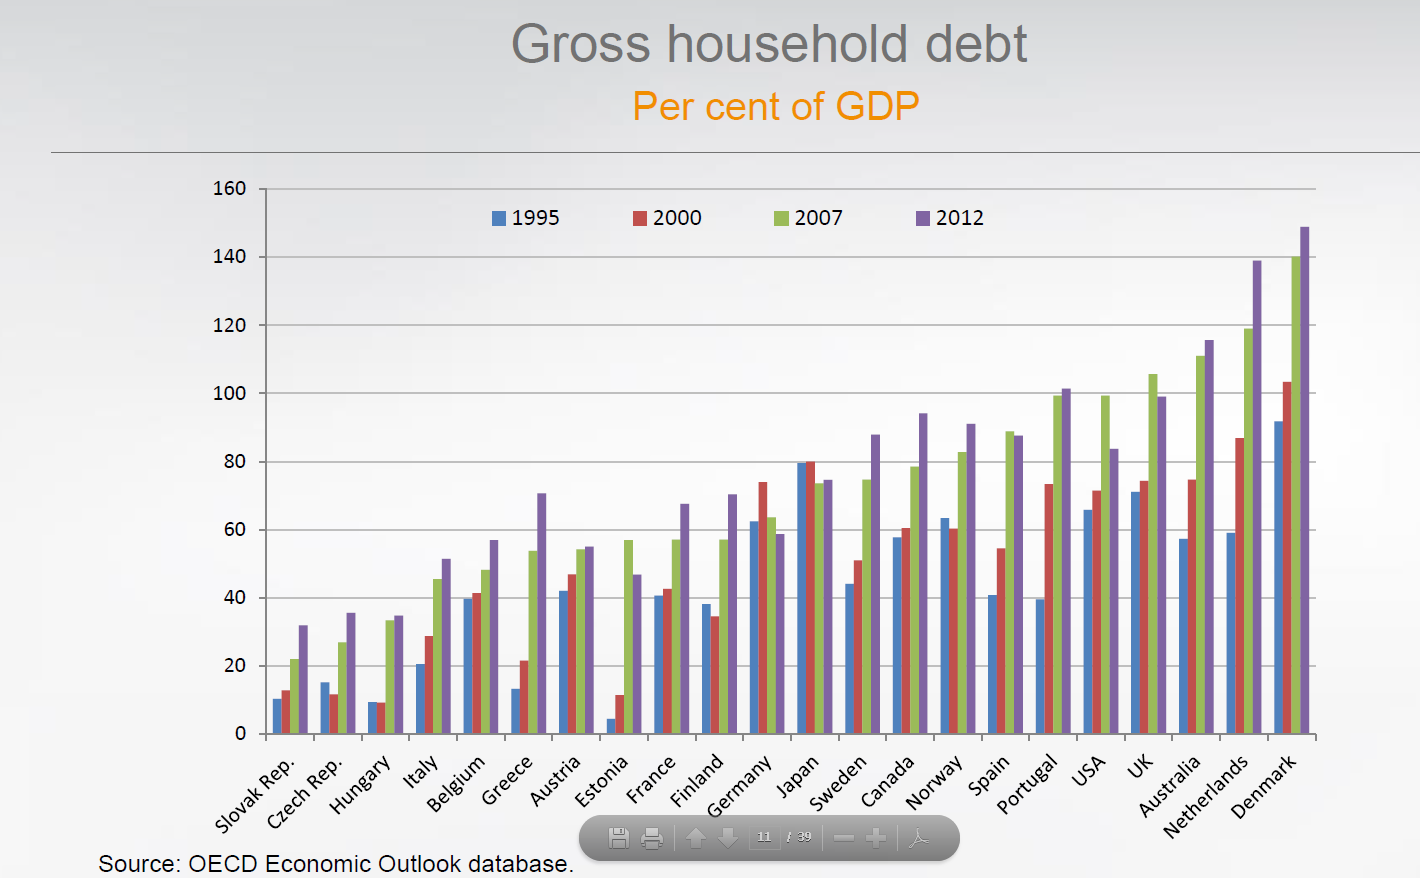 Gross household debt
Per cent of GDP
160
1995 2000 2007 2012
140
120
100
80
60
40
20
0
Slovak Rep. Czech Rep. Hungary Italy Belgium Greece Austria Estonia France Finland Germany Japan Sweden Canada Norway Spain Portugal USA UK Australia Netherlands Denmark
11 / 39
Source: OECD Economic Outlook database.